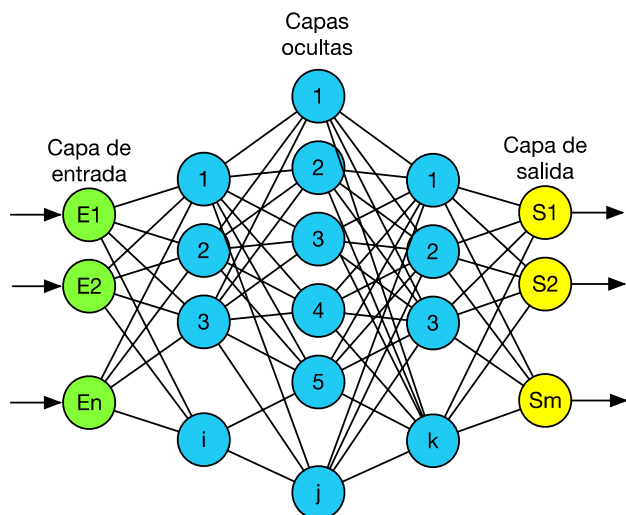 Capas
ocultas
Capa de
entrada
Capa de
salida
E1
E2
En
1
2
3
i
1
2
3
4
5
j
1
2
3
k
S1
S2
Sm